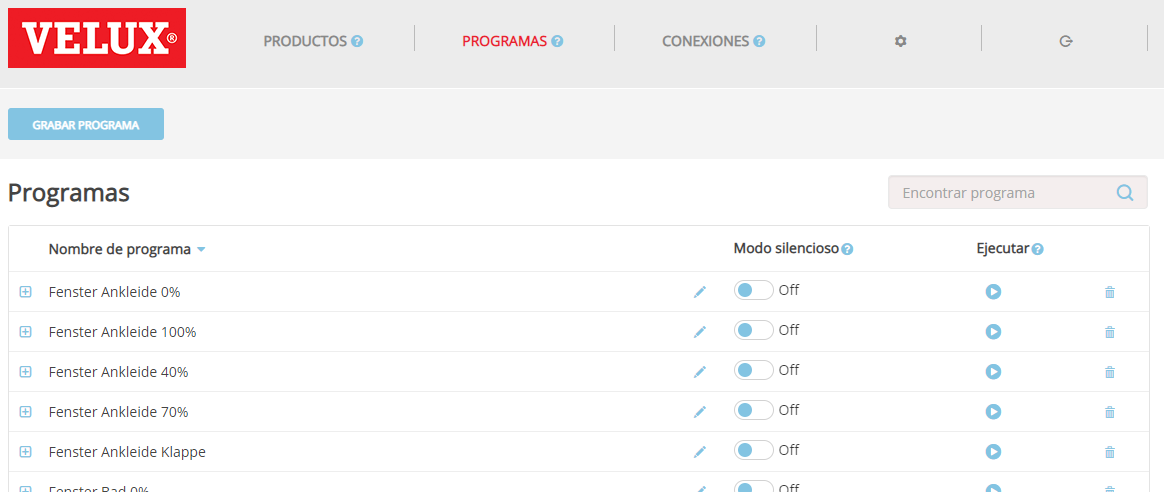 VELUX®
PRODUCTOS ?
PROGRAMAS ?
CONEXIONES ?
GRABAR PROGRAMA
Programas
Encontrar programa
Nombre de programa Modo silencioso ? Ejecutar ?
Fenster Ankleide 0% Off
Fenster Ankleide 100% Off
Fenster Ankleide 40% Off
Fenster Ankleide 70% Off
Fenster Ankleide Klappe Off
Fenster Bad 0% Off